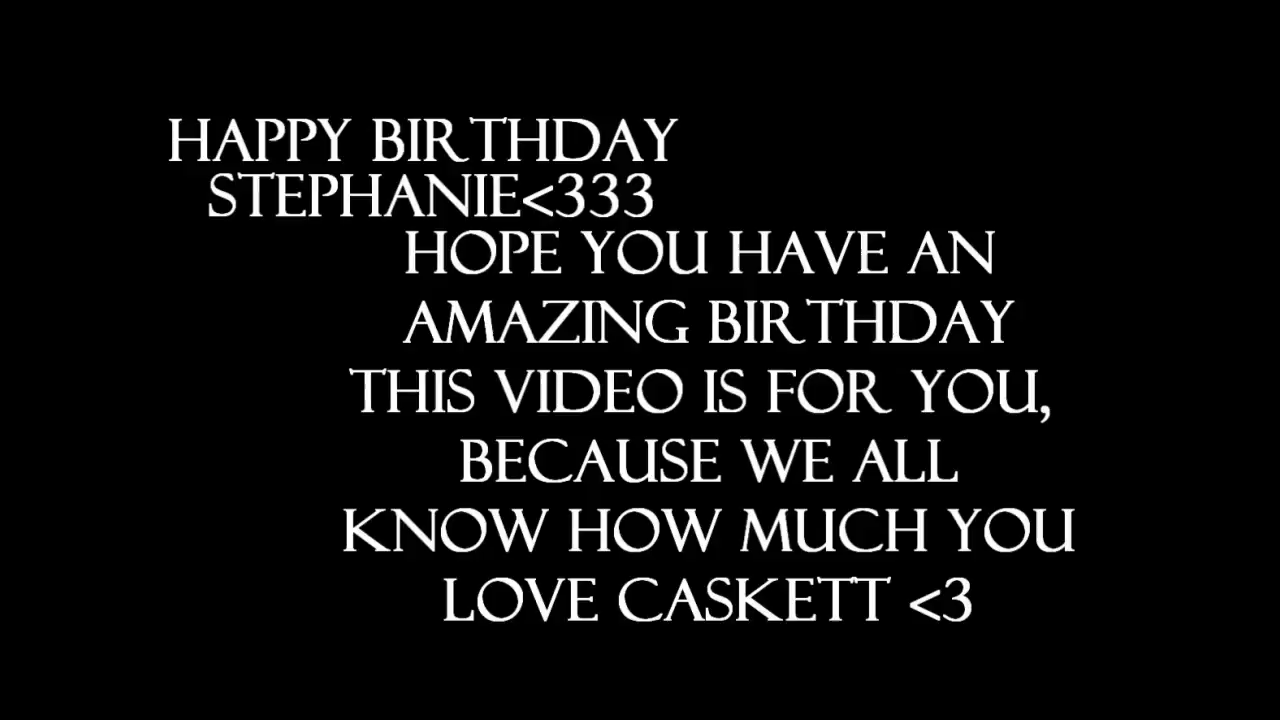 HAPPY BIRTHDAY
STEPHANIE<333
HOPE YOU HAVE AN
AMAZING BIRTHDAY
THIS VIDEO IS FOR YOU,
BECAUSE WE ALL
KNOW HOW MUCH YOU
LOVE CASKETT <3